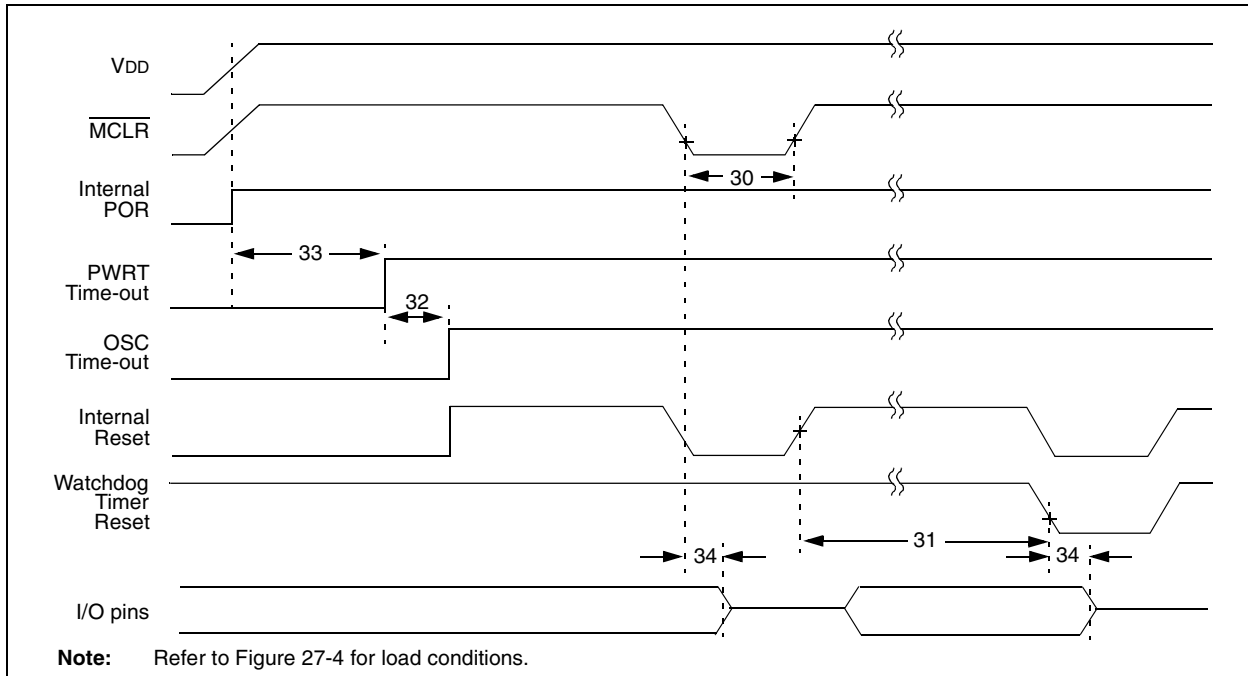 VDD
MCLR
30
Internal
POR
33
PWRT
Time-out
32
OSC
Time-out
Internal
Reset
Watchdog
Timer
Reset
31
34
34
I/O pins
Note: Refer to Figure 27-4 for load conditions.